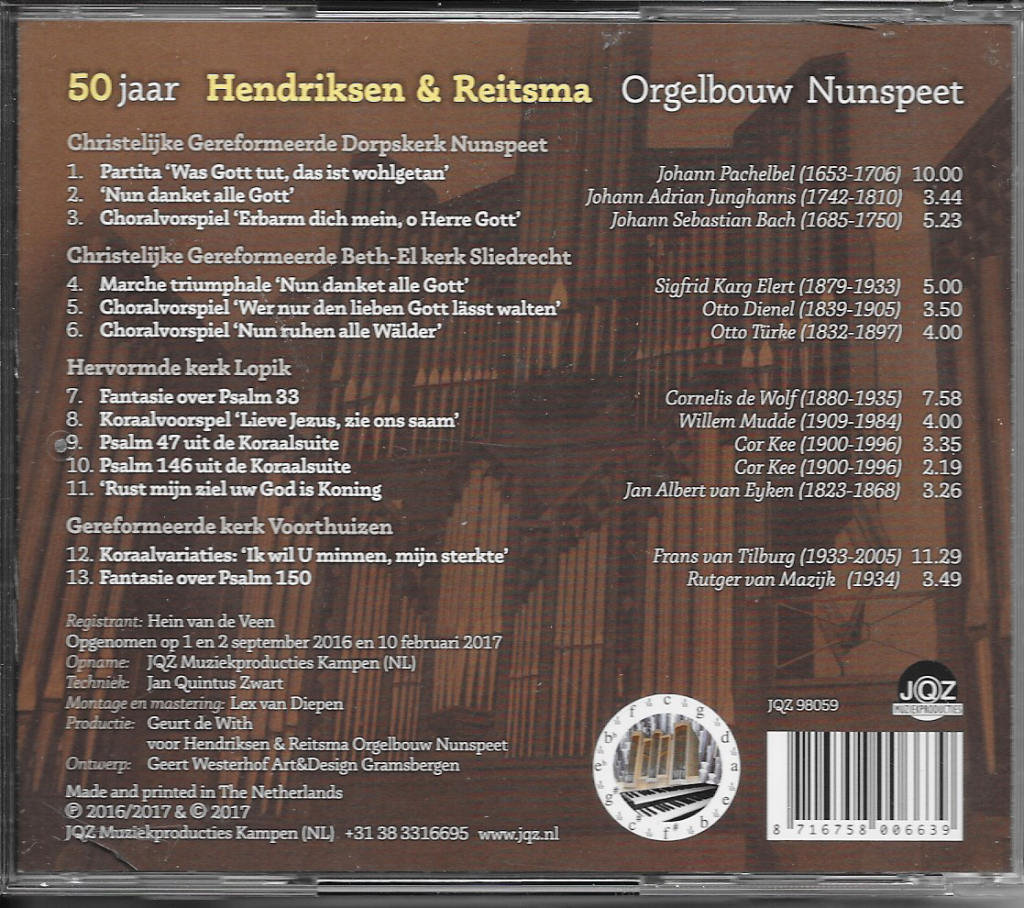 50 jaar Hendriksen & Reitsma Orgelbouw Nunspeet
Christelijke Gereformeerde Dorpskerk Nunspeet
1. Partita ‘Was Gott tut, das ist wohlgetan’ Johann Pachelbel (1653-1706) 10.00
2. ‘Nun danket alle Gott’ Johann Adrian Junghanns (1742-1810) 3.44
3. Choralvorspiel ‘Erbarm dich mein, o Herre Gott’ Johann Sebastian Bach (1685-1750) 5.23
Christelijke Gereformeerde Beth-El kerk Sliedrecht
4. Marche triumphale ‘Nun danket alle Gott’ Sigfrid Karg Elert (1879-1933) 5.00
5. Choralvorspiel ‘Wer nur den lieben Gott lässt walten’ Otto Dienel (1839-1905) 3.50
6. Choralvorspiel ‘Nun ruhen alle Wälder’ Otto Türke (1832-1897) 4.00
Hervormde kerk Lopik
7. Fantasie over Psalm 33 Cornelis de Wolf (1880-1935) 7.58
8. Koraalvoorspel ‘Lieve Jezus, zie ons saam’ Willem Mudde (1909-1984) 4.00
9. Psalm 47 uit de Koraalsuite Cor Kee (1900-1996) 3.35
10. Psalm 146 uit de Koraalsuite Cor Kee (1900-1996) 2.19
11. ‘Rust mijn ziel uw God is Koning Jan Albert van Eyken (1823-1868) 3.26
Gereformeerde kerk Voorthuizen
12. Koraalvariaties: ‘Ik wil U minnen, mijn sterkte’ Frans van Tilburg (1933-2005) 11.29
13. Fantasie over Psalm 150 Rutger van Mazijk (1934) 3.49
Registrant: Hein van de Veen
Opgenomen op 1 en 2 september 2016 en 10 februari 2017
Opname: JQZ Muziekproducties Kampen (NL)
Techniek: Jan Quintus Zwart
Montage en mastering: Lex van Diepen
Productie: Geurt de With
voor Hendriksen & Reitsma Orgelbouw Nunspeet
Ontwerp: Geert Westerhof Art&Design Gramsbergen
Made and printed in The Netherlands
℗ 2016/2017 & © 2017
JQZ Muziekproducties Kampen (NL) +31 38 3316695 www.jqz.nl
c g d a e b f# c# g# e♭ b♭ f
JQZ 98059
JQZ
MUZIEKPRODUCTIES
8 716758 006639